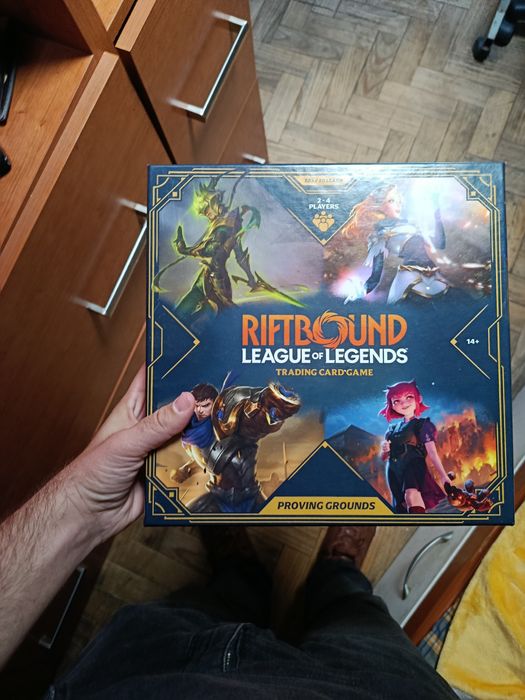 2-4
PLAYERS
RIFTBOUND
LEAGUE OF LEGENDS
TRADING CARD GAME
14+
PROVING GROUNDS